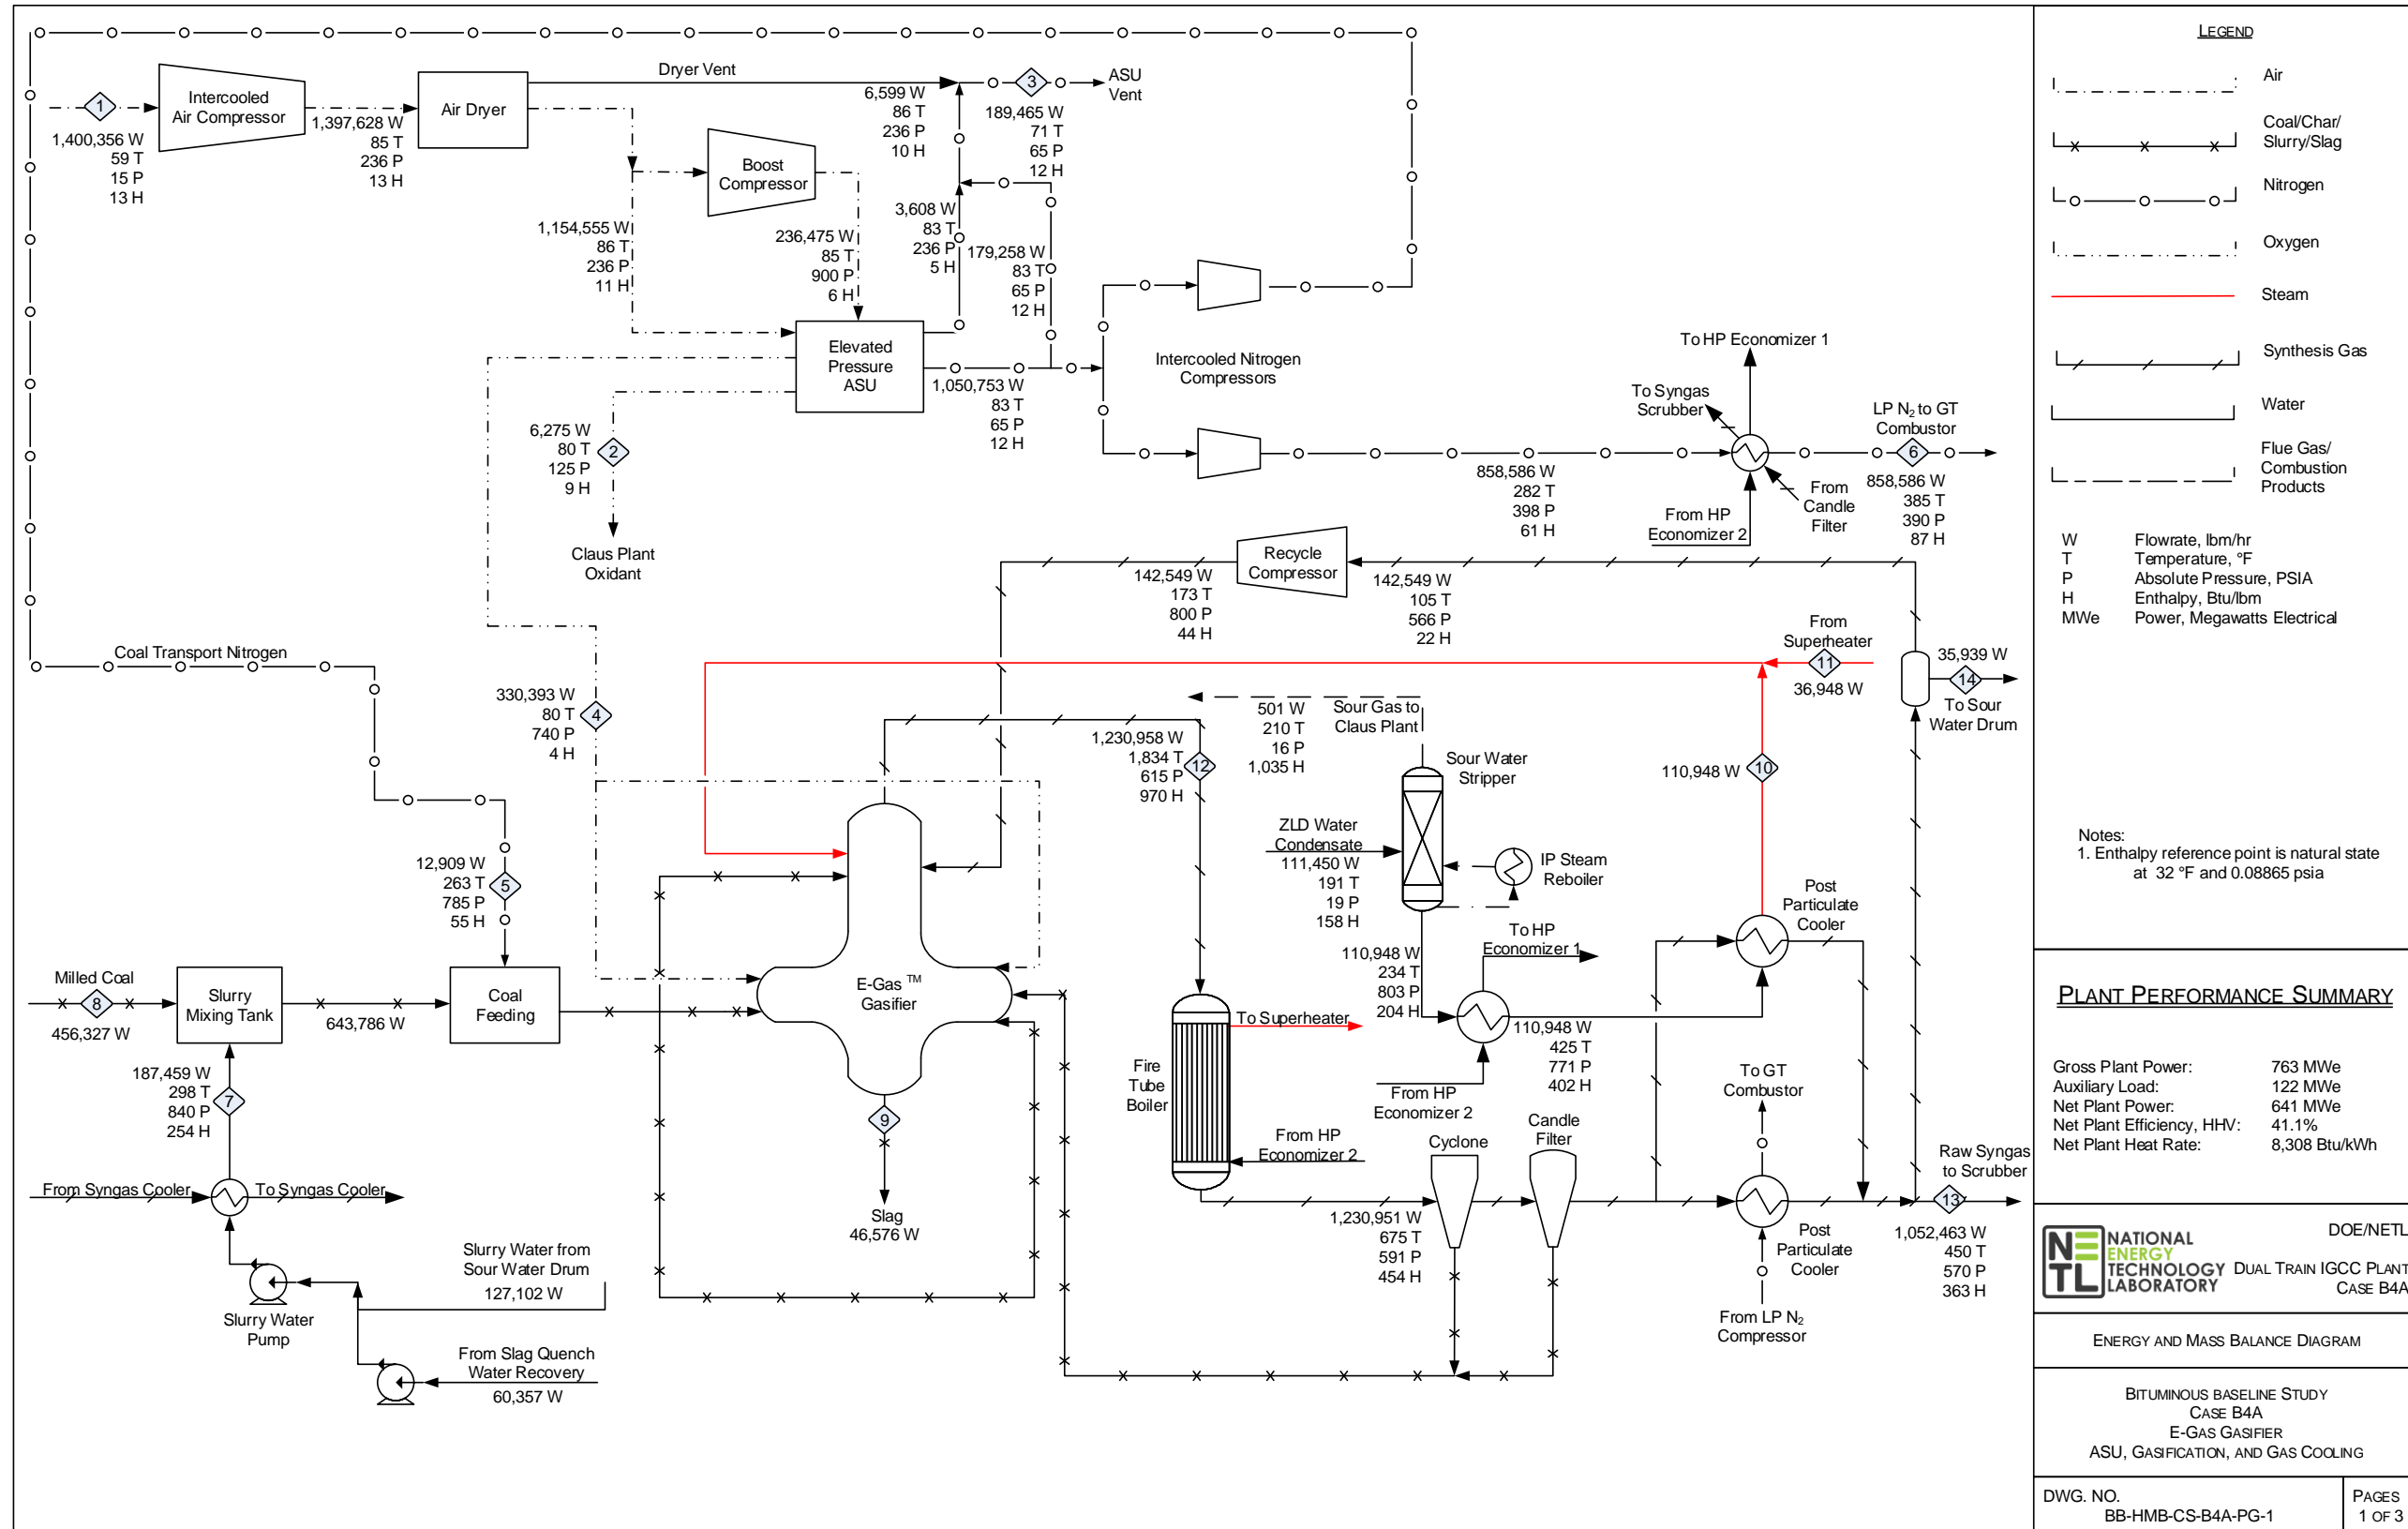 Dryer Vent
Intercooled
Air Compressor
Air Dryer
1
1,400,356 W
59 T
15 P
13 H
1,397,628 W
85 T
236 P
13 H
6,599 W
86 T
236 P
10 H
3
ASU
Vent
189,465 W
71 T
65 P
12 H
Boost
Compressor
1,154,555 W
86 T
236 P
11 H
236,475 W
85 T
900 P
6 H
3,608 W
83 T
236 P
5 H
179,258 W
83 T
65 P
12 H
Elevated
Pressure
ASU
1,050,753 W
83 T
65 P
12 H
Intercooled Nitrogen
Compressors
6,275 W
80 T
125 P
9 H
2
Claus Plant
Oxidant
To HP Economizer 1
To Syngas
Scrubber
LP N2 to GT
Combustor
6
858,586 W
282 T
398 P
61 H
From HP
Economizer 2
From
Candle
Filter
858,586 W
385 T
390 P
87 H
Recycle
Compressor
142,549 W
173 T
800 P
44 H
142,549 W
105 T
566 P
22 H
Coal Transport Nitrogen
330,393 W
80 T
740 P
4 H
4
From
Superheater
11
36,948 W
35,939 W
14
To Sour
Water Drum
1,230,958 W
1,834 T
615 P
970 H
12
501 W
210 T
16 P
1,035 H
Sour Gas to
Claus Plant
Sour Water
Stripper
110,948 W
10
ZLD Water
Condensate
111,450 W
191 T
19 P
158 H
IP Steam
Reboiler
12,909 W
263 T
785 P
55 H
5
Post
Particulate
Cooler
Milled Coal
8
456,327 W
Slurry
Mixing Tank
643,786 W
Coal
Feeding
E-Gas ™
Gasifier
110,948 W
234 T
803 P
204 H
To HP
Economizer 1
To Superheater
110,948 W
425 T
771 P
402 H
From HP
Economizer 2
Fire
Tube
Boiler
187,459 W
298 T
840 P
254 H
7
9
Slag
46,576 W
From HP
Economizer 2
Cyclone
Candle
Filter
To GT
Combustor
From Syngas Cooler
To Syngas Cooler
1,230,951 W
675 T
591 P
454 H
Post
Particulate
Cooler
From LP N2
Compressor
Raw Syngas
to Scrubber
13
1,052,463 W
450 T
570 P
363 H
Slurry Water from
Sour Water Drum
127,102 W
Slurry Water
Pump
From Slag Quench
Water Recovery
60,357 W
LEGEND
Air
Coal/Char/
Slurry/Slag
Nitrogen
Oxygen
Steam
Synthesis Gas
Water
Flue Gas/
Combustion
Products
W Flowrate, lbm/hr
T Temperature, °F
P Absolute Pressure, PSIA
H Enthalpy, Btu/lbm
MWe Power, Megawatts Electrical
Notes:
1. Enthalpy reference point is natural state
at 32 °F and 0.08865 psia
PLANT PERFORMANCE SUMMARY
Gross Plant Power: 763 MWe
Auxiliary Load: 122 MWe
Net Plant Power: 641 MWe
Net Plant Efficiency, HHV: 41.1%
Net Plant Heat Rate: 8,308 Btu/kWh
NETL
NATIONAL
ENERGY
TECHNOLOGY
LABORATORY
DOE/NETL
DUAL TRAIN IGCC PLANT
CASE B4A
ENERGY AND MASS BALANCE DIAGRAM
BITUMINOUS BASELINE STUDY
CASE B4A
E-GAS GASIFIER
ASU, GASIFICATION, AND GAS COOLING
DWG. NO.
BB-HMB-CS-B4A-PG-1
PAGES
1 OF 3